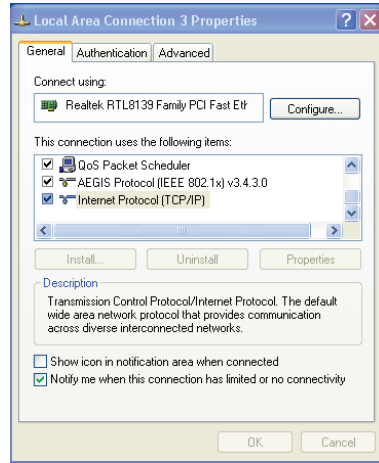 Local Area Connection 3 Properties
General Authentication Advanced
Connect using:
Realtek RTL8139 Family PCI Fast Eth
Configure...
This connection uses the following items:
QoS Packet Scheduler
AEGIS Protocol (IEEE 802.1x) v3.4.3.0
Internet Protocol (TCP/IP)
Install... Uninstall Properties
Description
Transmission Control Protocol/Internet Protocol. The default
wide area network protocol that provides communication
across diverse interconnected networks.
Show icon in notification area when connected
Notify me when this connection has limited or no connectivity
OK Cancel